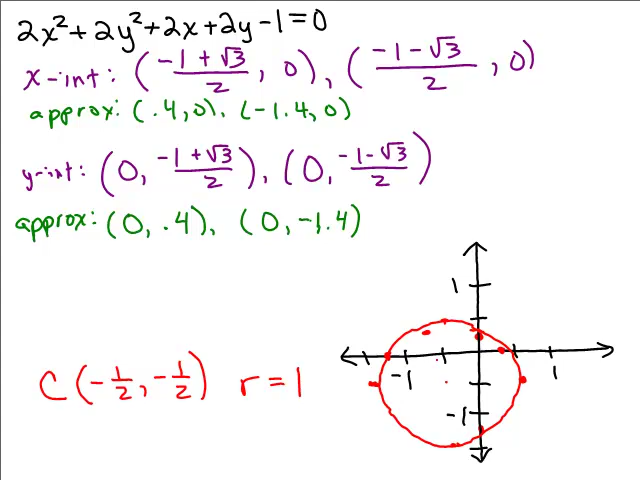 2x² + 2y² + 2x + 2y - 1 = 0
x-int: (-1 + √3 / 2, 0), (-1 - √3 / 2, 0)
approx: (.4, 0), (-1.4, 0)
y-int: (0, -1 + √3 / 2), (0, -1 - √3 / 2)
approx: (0, .4), (0, -1.4)
1
-1 1
C (-1/2, -1/2) r = 1
-1